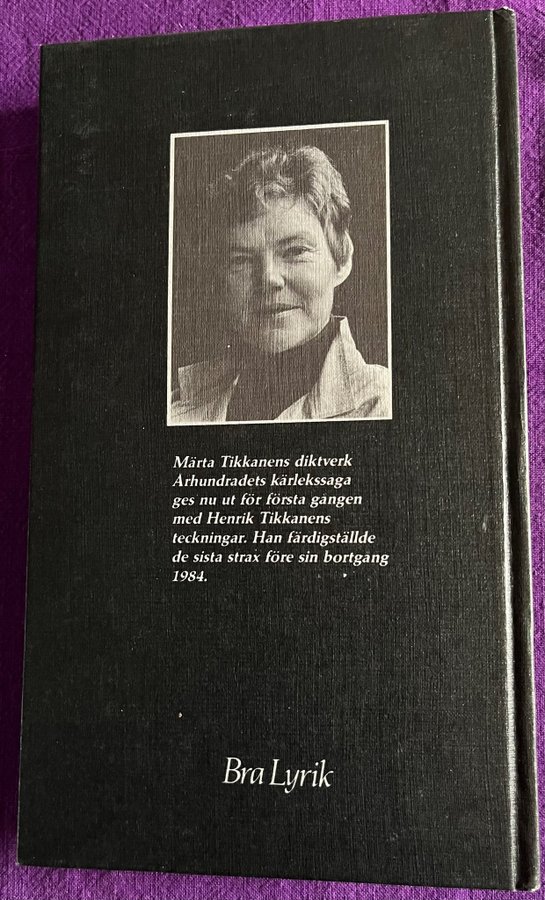 Märta Tikkanens diktverk
Århundradets kärlekssaga
ges nu ut för första gången
med Henrik Tikkanens
teckningar. Han färdigställde
de sista strax före sin bortgång
1984.
Bra Lyrik